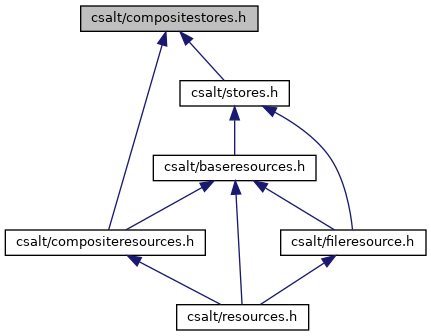 csalt/compositestores.h
csalt/stores.h
csalt/baseresources.h
csalt/compositeresources.h
csalt/fileresource.h
csalt/resources.h